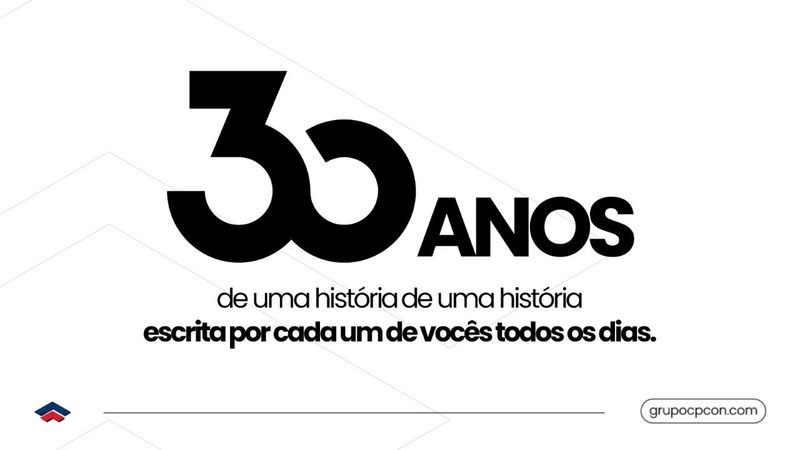 30 ANOS
de uma história de uma história
escrita por cada um de vocês todos os dias.
grupocpcon.com